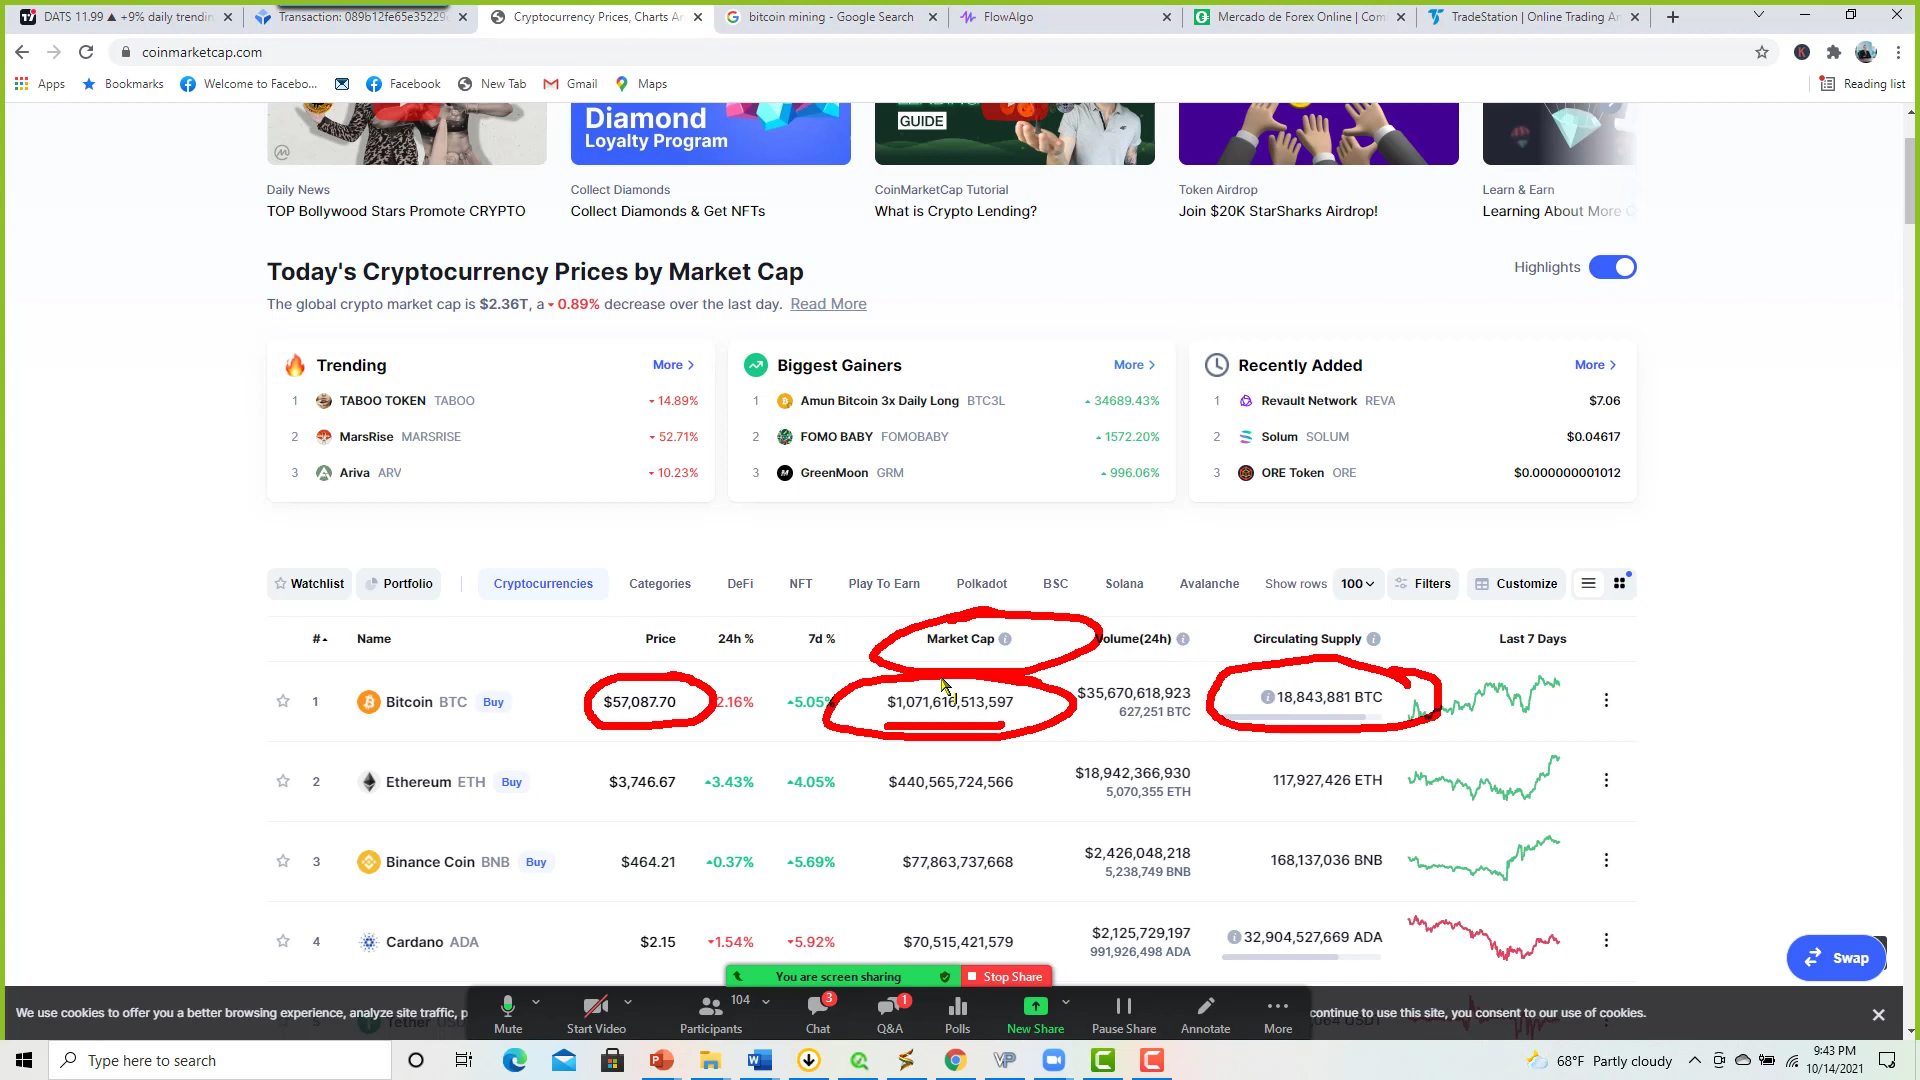 DATS 11.99 ▲ +9% daily trendin
Transaction: 089b12fe65e35229
Cryptocurrency Prices, Charts Ar
bitcoin mining - Google Search
FlowAlgo
Mercado de Forex Online | Com
TradeStation | Online Trading An
coinmarketcap.com
Apps Bookmarks Welcome to Facebo... Facebook New Tab Gmail Maps Reading list
Diamond
Loyalty Program
GUIDE
Daily News
TOP Bollywood Stars Promote CRYPTO
Collect Diamonds
Collect Diamonds & Get NFTs
CoinMarketCap Tutorial
What is Crypto Lending?
Token Airdrop
Join $20K StarSharks Airdrop!
Learn & Earn
Learning About More
Today's Cryptocurrency Prices by Market Cap
Highlights
The global crypto market cap is $2.36T, a 0.89% decrease over the last day. Read More
Trending More
1 TABOO TOKEN TABOO 14.89%
2 MarsRise MARSRISE 52.71%
3 Ariva ARV 10.23%
Biggest Gainers More
1 Amun Bitcoin 3x Daily Long BTC3L 34689.43%
2 FOMO BABY FOMOBABY 1572.20%
3 GreenMoon GRM 996.06%
Recently Added More
1 Revault Network REVA $7.06
2 Solum SOLUM $0.04617
3 ORE Token ORE $0.000000001012
Watchlist Portfolio Cryptocurrencies Categories DeFi NFT Play To Earn Polkadot BSC Solana Avalanche Show rows 100 Filters Customize
# Name Price 24h % 7d % Market Cap Volume(24h) Circulating Supply Last 7 Days
1 Bitcoin BTC Buy $57,087.70 2.16% 5.05% $1,071,616,513,597 $35,670,618,923 18,843,881 BTC
627,251 BTC
2 Ethereum ETH Buy $3,746.67 3.43% 4.05% $440,565,724,566 $18,942,366,930 117,927,426 ETH
5,070,355 ETH
3 Binance Coin BNB Buy $464.21 0.37% 5.69% $77,863,737,668 $2,426,048,218 168,137,036 BNB
5,238,749 BNB
4 Cardano ADA $2.15 1.54% 5.92% $70,515,421,579 $2,125,729,197 32,904,527,669 ADA
991,926,498 ADA
Swap
You are screen sharing Stop Share
We use cookies to offer you a better browsing experience, analyze site traffic, p
continue to use this site, you consent to our use of cookies.
104 3 1
Mute Start Video Participants Chat Q&A Polls New Share Pause Share Annotate More
Type here to search
68°F Partly cloudy
9:43 PM
10/14/2021